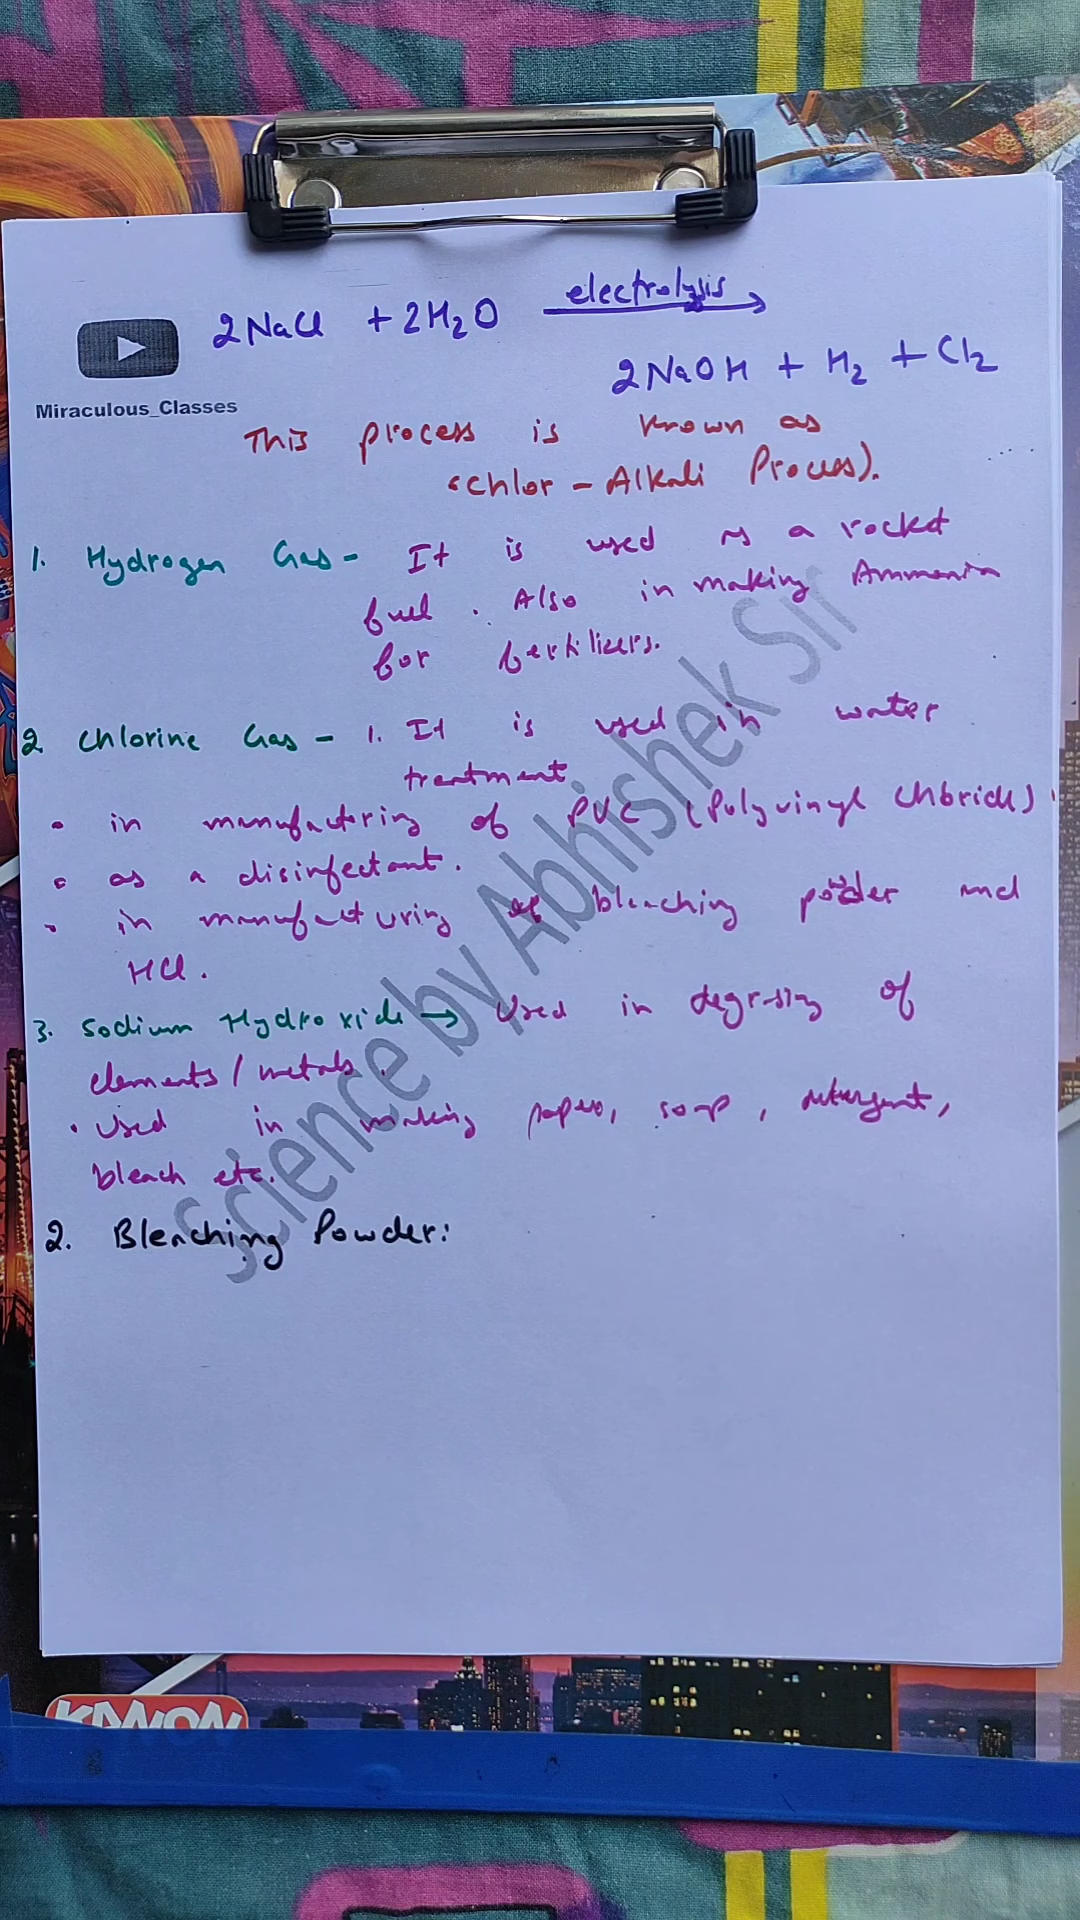 2NaCl + 2H₂O electrolysis
2NaOH + H₂ + Cl₂
Miraculous_Classes
This process is known as
(Chlor - Alkali Process).
1. Hydrogen Gas - It is used as a rocket
fuel. Also in making Ammonia
for fertilizers.
2. Chlorine Gas - 1. It is used in water
treatment
• in manufactoring of PVC (Polyvinyl Chloride)
• as a disinfectant.
• in manufacturing of bleaching powder and
HCl.
3. Sodium Hydroxide → Used in of
elements / metals.
• Used in making soap, detergent,
bleach etc.
2. Bleaching Powder:
Science by Abhishek Sir
KANON